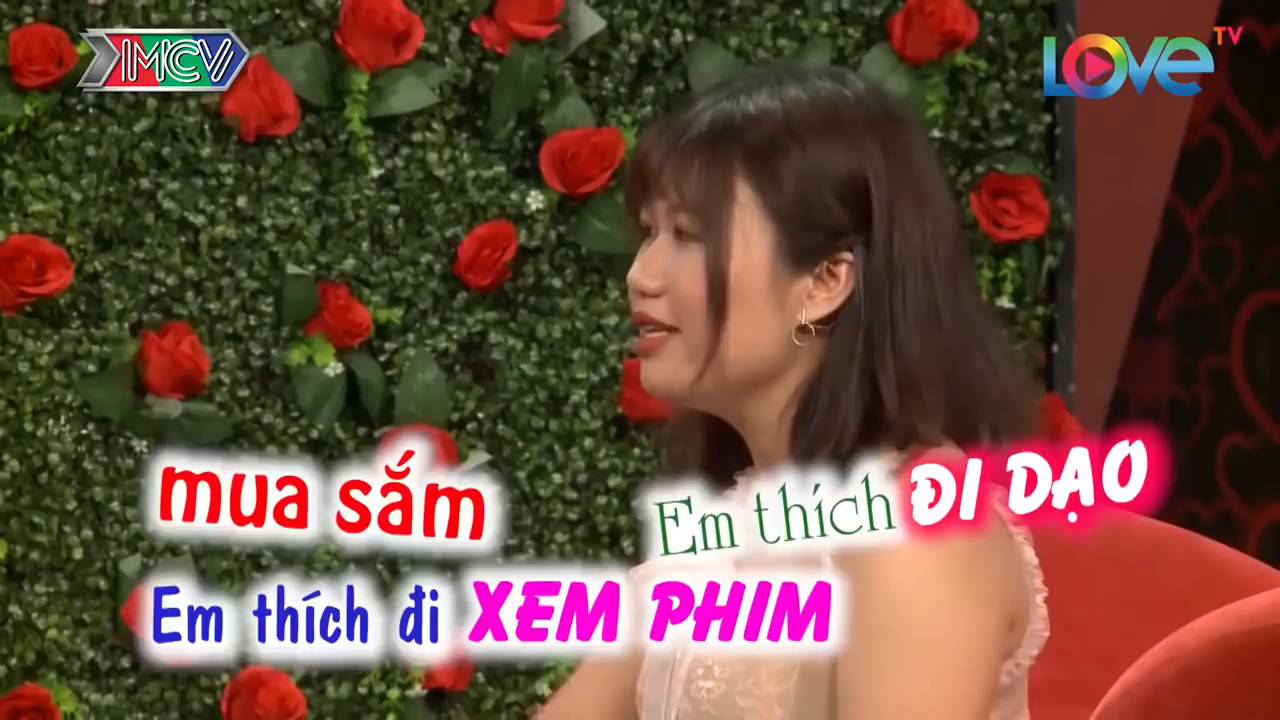 MCV
LOVE TV
mua sắm
Em thích ĐI DẠO
Em thích đi XEM PHIM